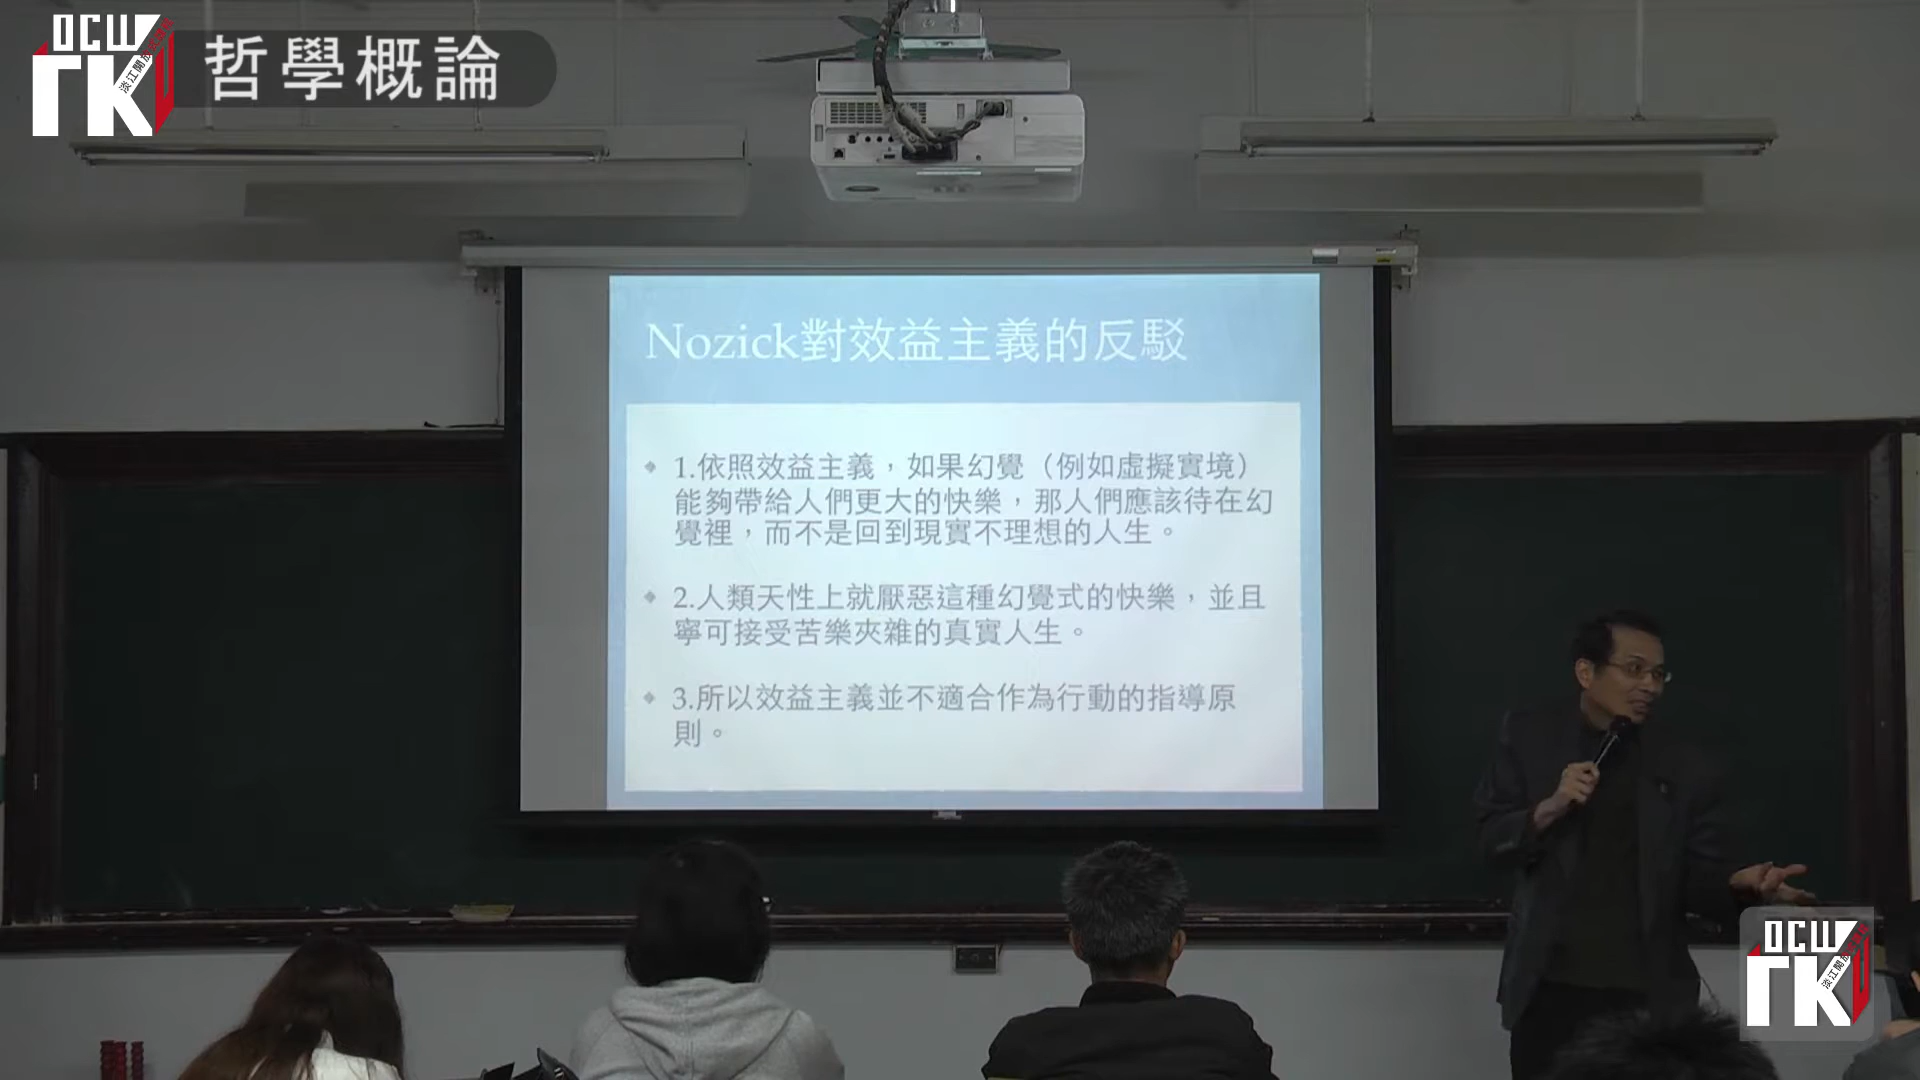 OCW
TKU
淡江開放式課程
哲學概論
Nozick對效益主義的反駁
1.依照效益主義，如果幻覺（例如虛擬實境）
能夠帶給人們更大的快樂，那人們應該待在幻
覺裡，而不是回到現實不理想的人生。
2.人類天性上就厭惡這種幻覺式的快樂，並且
寧可接受苦樂夾雜的真實人生。
3.所以效益主義並不適合作為行動的指導原
則。
OCW
TKU